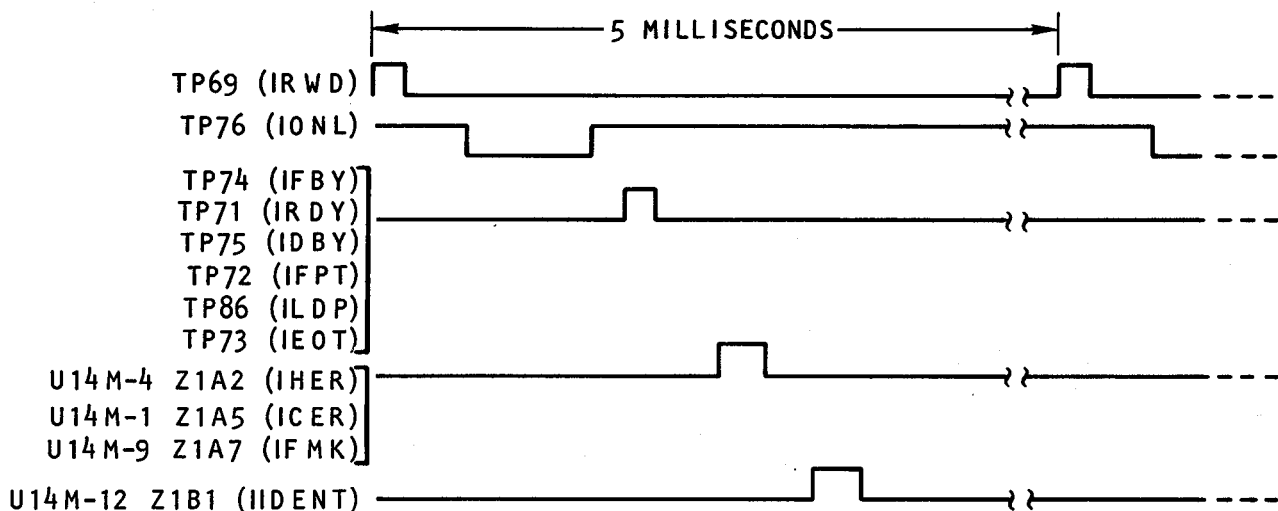 5 MILLISECONDS
TP69 (IRWD)
TP76 (IONL)
TP74 (IFBY)
TP71 (IRDY)
TP75 (IDBY)
TP72 (IFPT)
TP86 (ILDP)
TP73 (IEOT)
U14M-4 Z1A2 (IHER)
U14M-1 Z1A5 (ICER)
U14M-9 Z1A7 (IFMK)
U14M-12 Z1B1 (IIDENT)